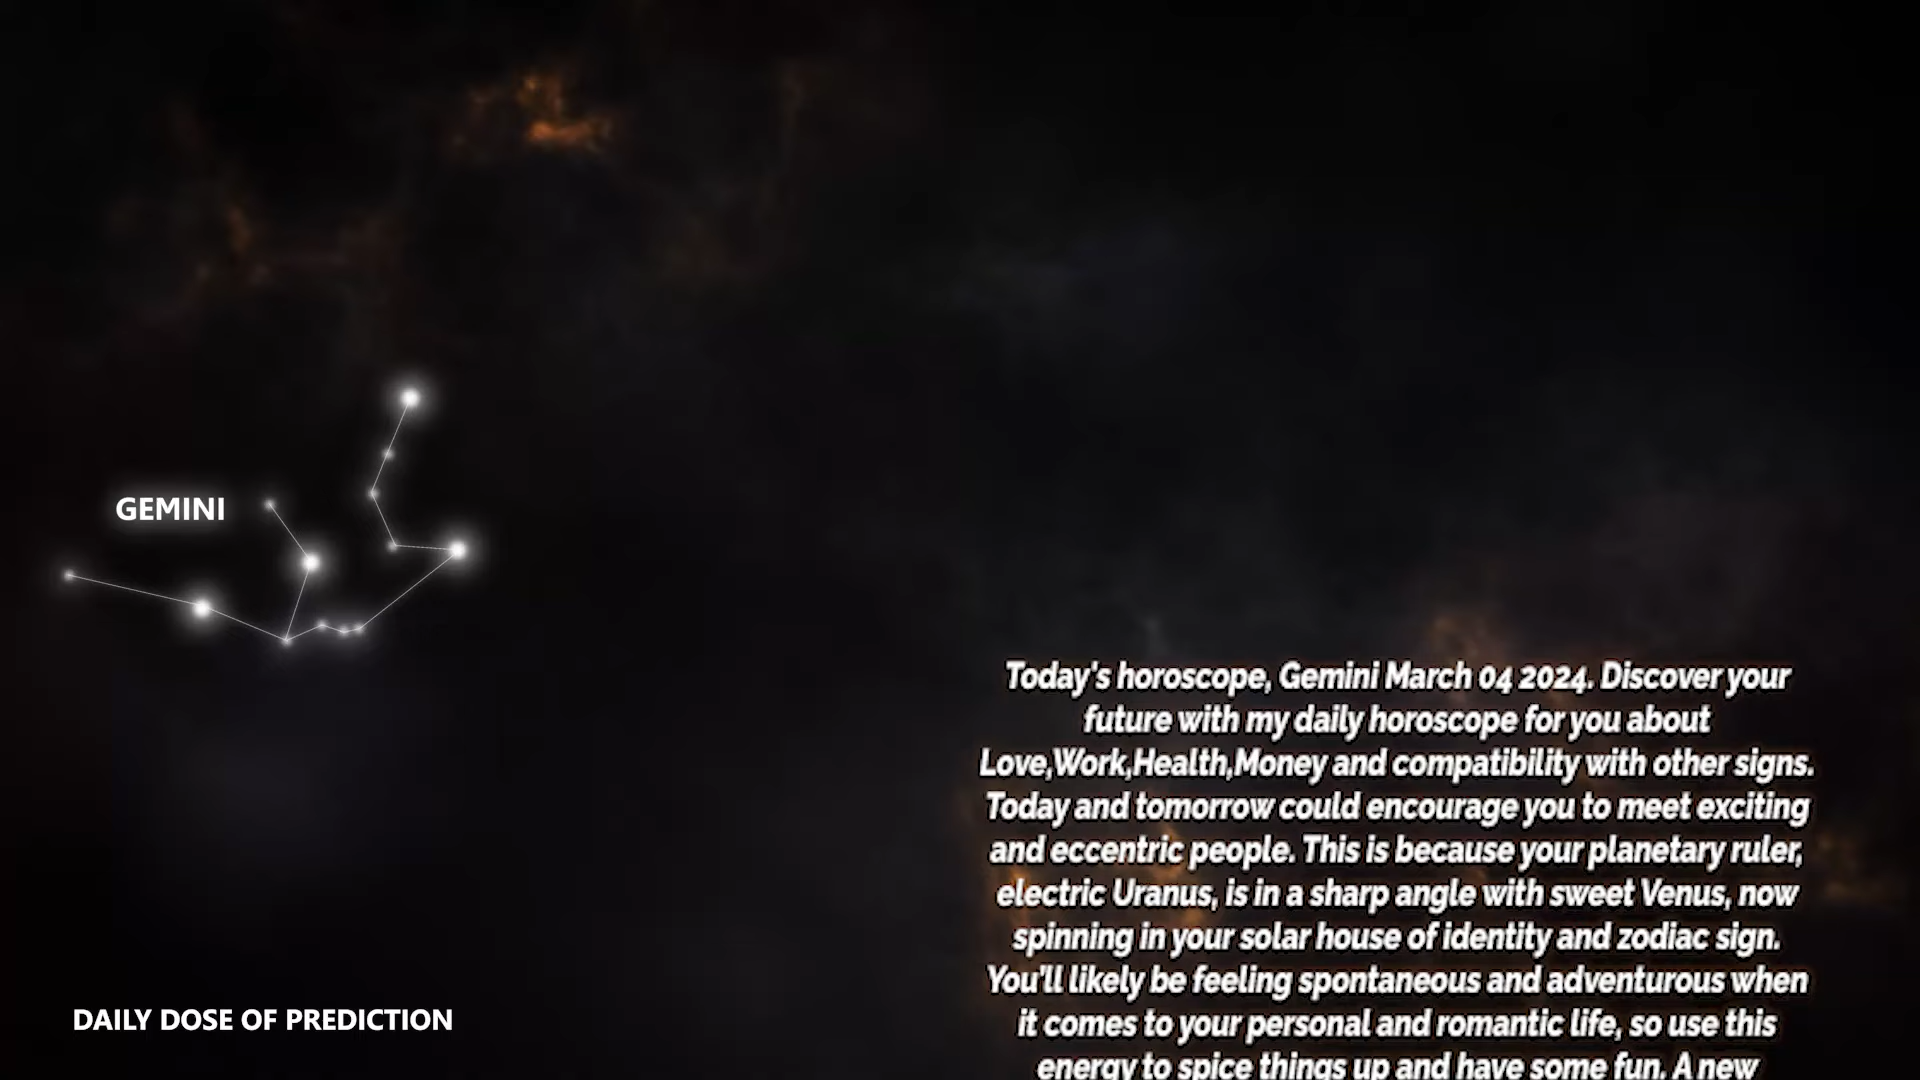 GEMINI
Today's horoscope, Gemini March 04 2024. Discover your
future with my daily horoscope for you about
Love,Work,Health,Money and compatibility with other signs.
Today and tomorrow could encourage you to meet exciting
and eccentric people. This is because your planetary ruler,
electric Uranus, is in a sharp angle with sweet Venus, now
spinning in your solar house of identity and zodiac sign.
You'll likely be feeling spontaneous and adventurous when
it comes to your personal and romantic life, so use this
energy to spice things up and have some fun. A new
DAILY DOSE OF PREDICTION